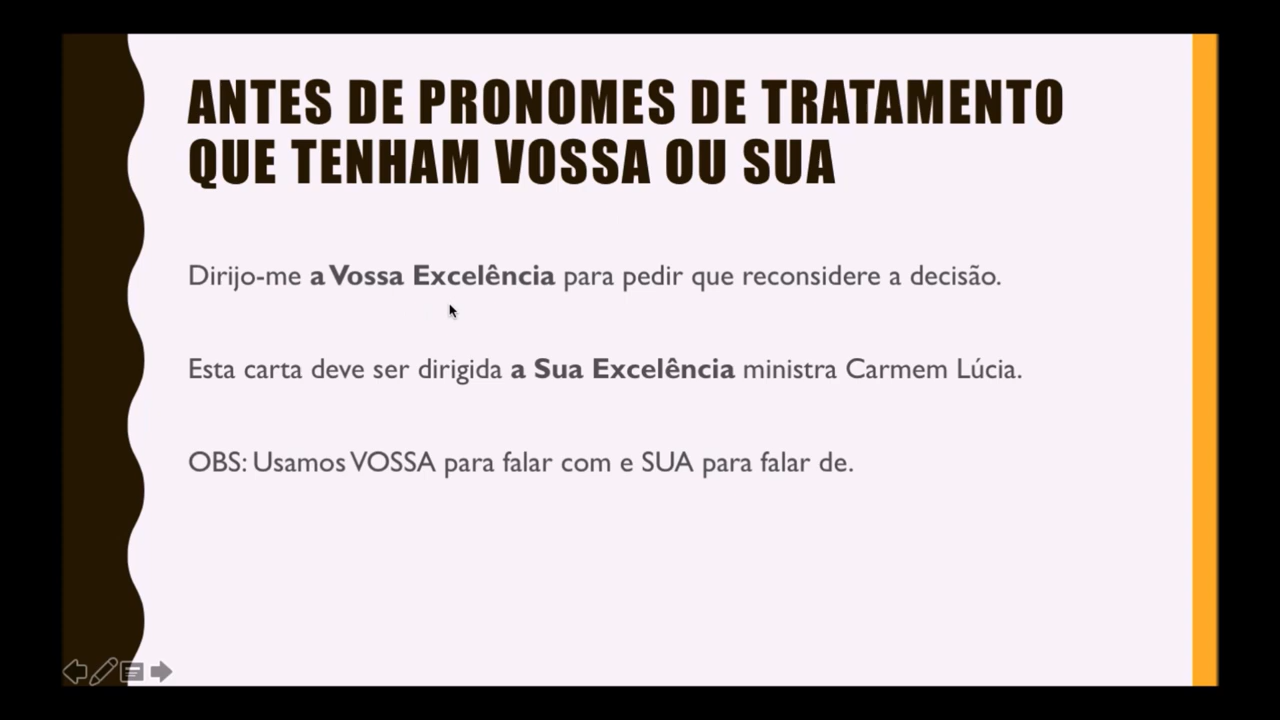 ANTES DE PRONOMES DE TRATAMENTO
QUE TENHAM VOSSA OU SUA
Dirijo-me a Vossa Excelência para pedir que reconsidere a decisão.
Esta carta deve ser dirigida a Sua Excelência ministra Carmem Lúcia.
OBS: Usamos VOSSA para falar com e SUA para falar de.